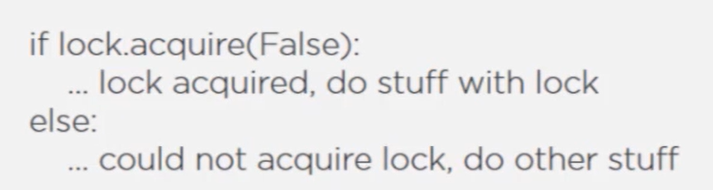 if lock.acquire(False):
... lock acquired, do stuff with lock
else:
... could not acquire lock, do other stuff